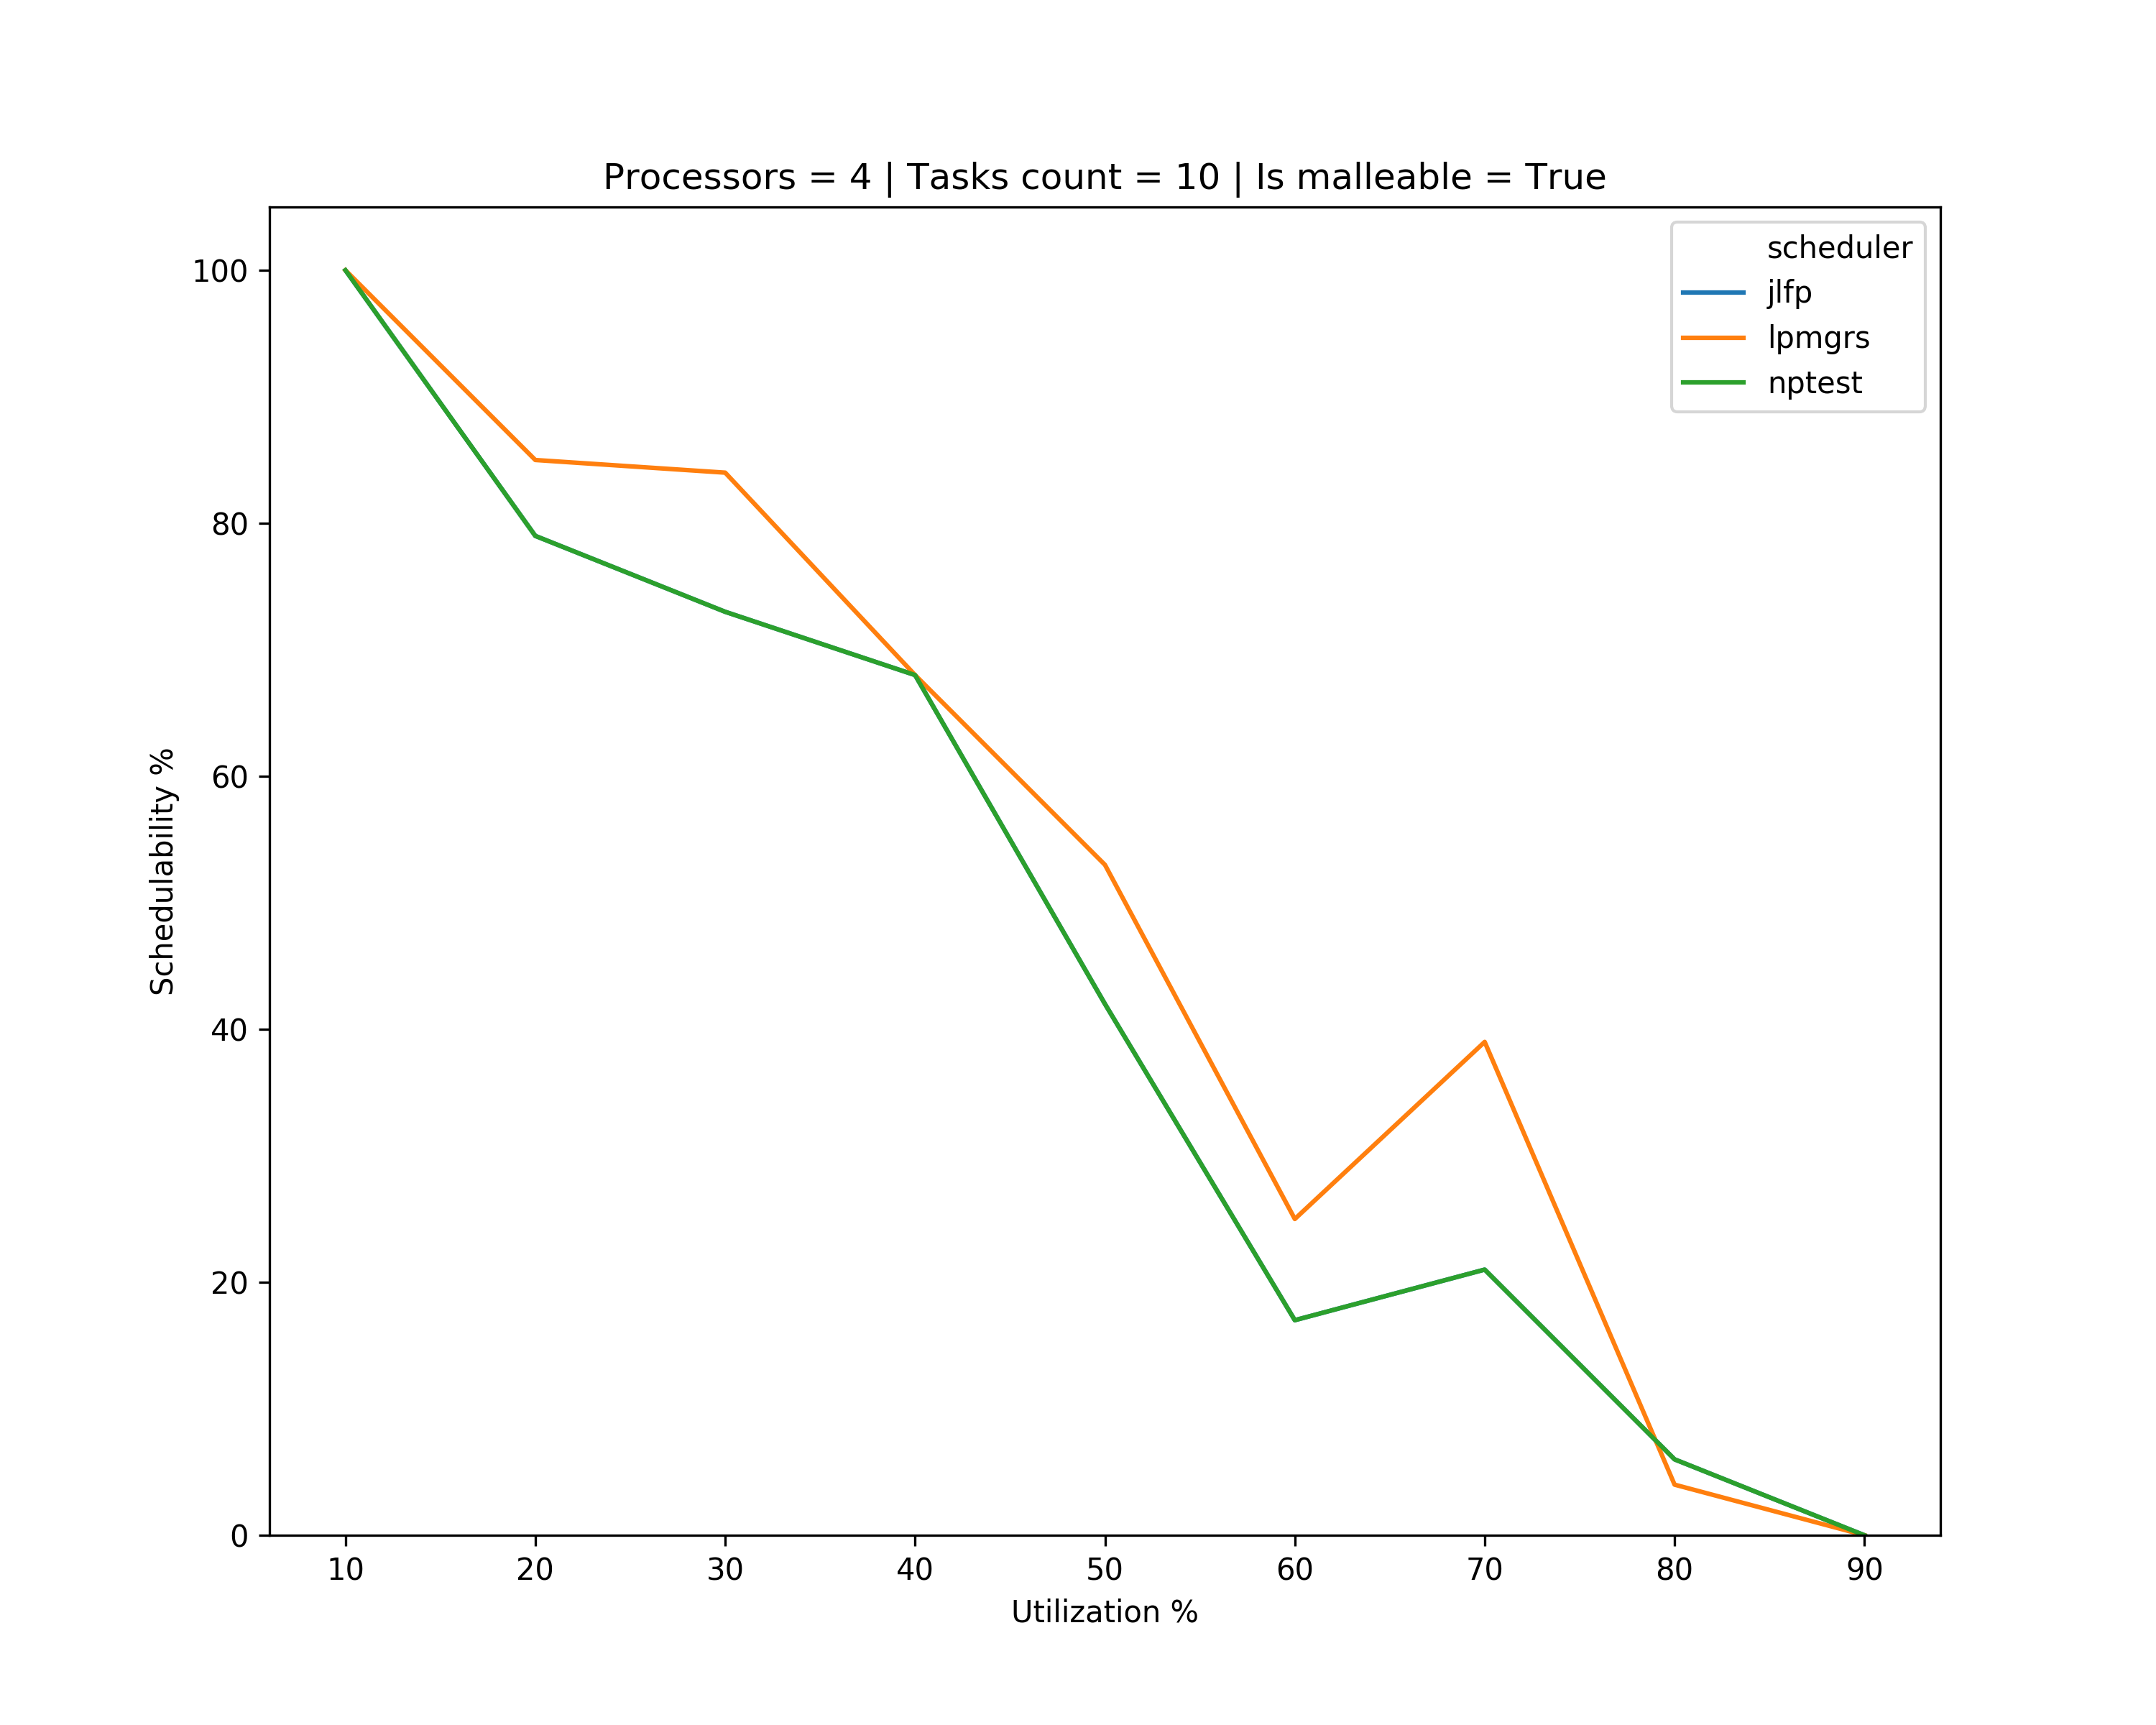 Processors = 4 | Tasks count = 10 | Is malleable = True
scheduler
jlfp
lpmgrs
nptest
Schedulability %
100
80
60
40
20
0
10 20 30 40 50 60 70 80 90
Utilization %